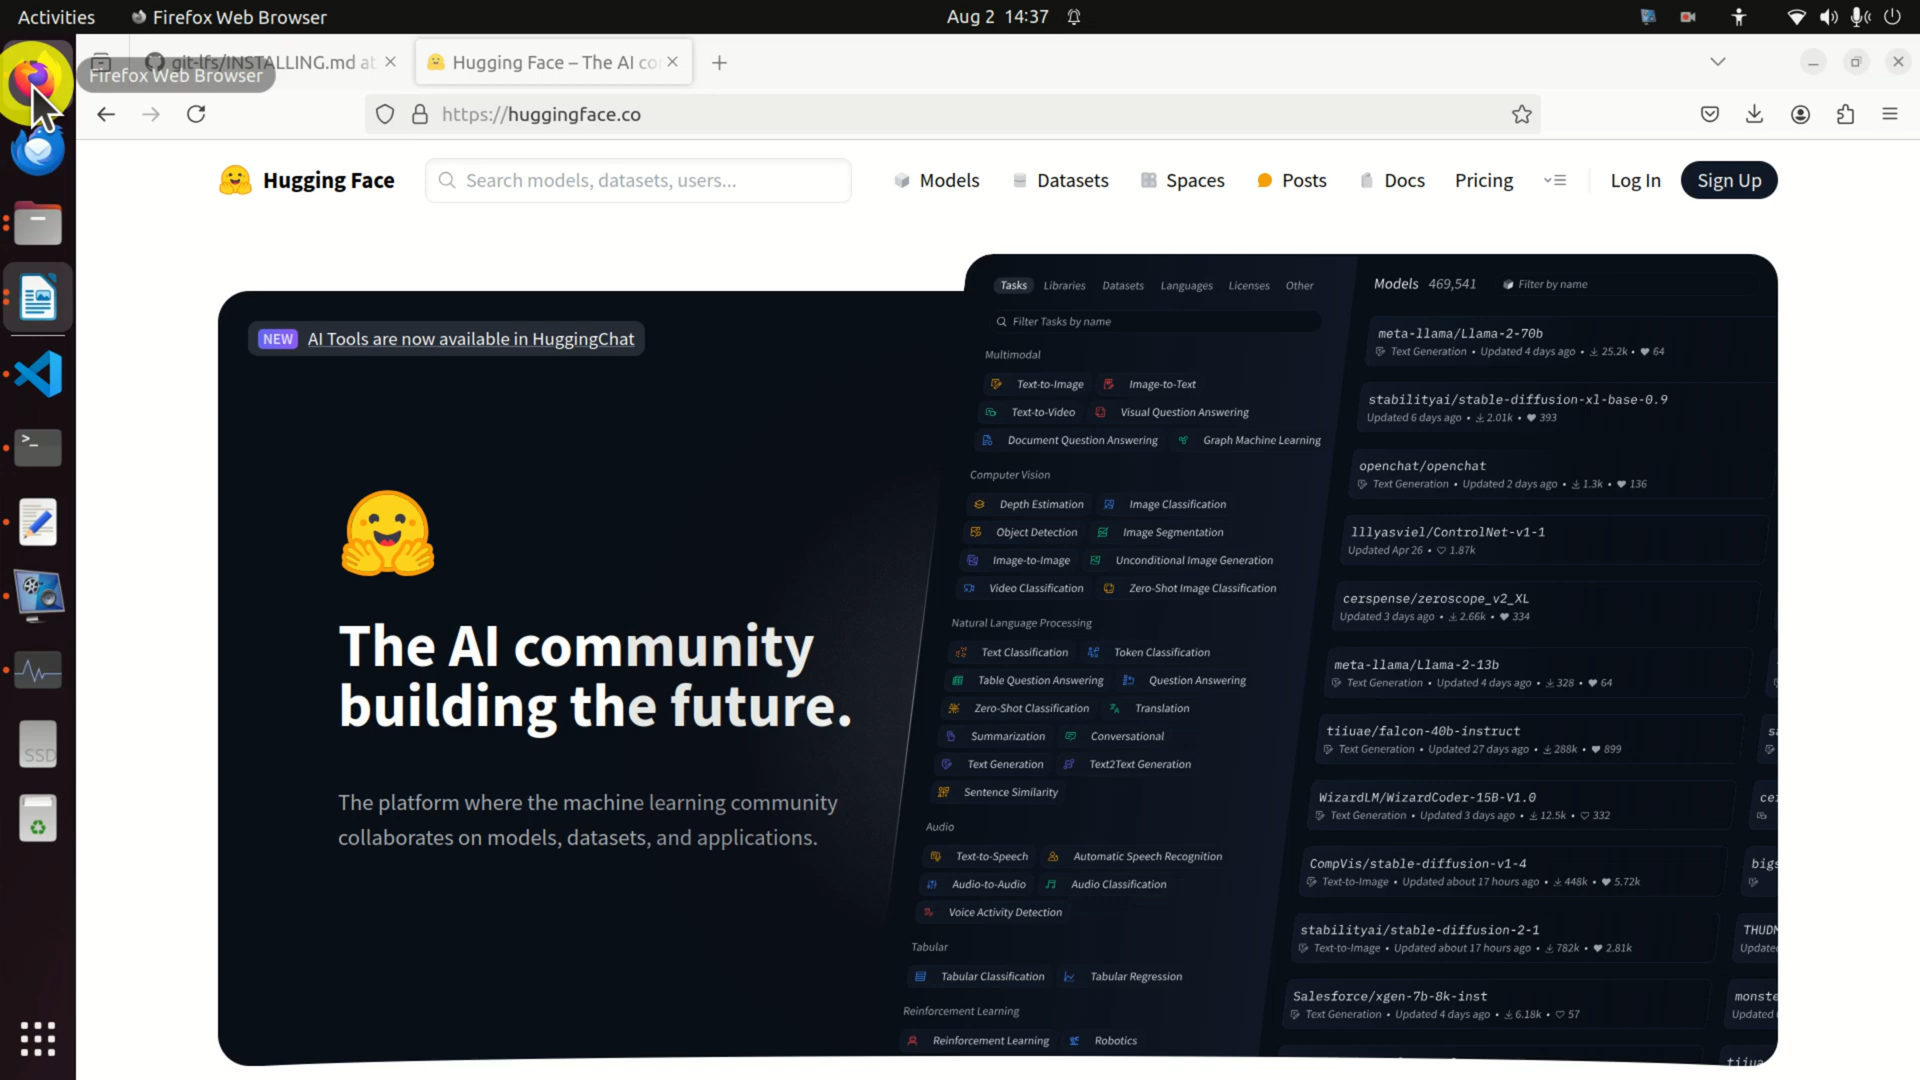 Activities
Firefox Web Browser
Aug 2 14:37
git-lfs/INSTALLING.md at
Firefox Web Browser
Hugging Face – The AI co
https://huggingface.co
Hugging Face
Search models, datasets, users...
Models
Datasets
Spaces
Posts
Docs
Pricing
Log In
Sign Up
NEW AI Tools are now available in HuggingChat
The AI community
building the future.
The platform where the machine learning community
collaborates on models, datasets, and applications.
Tasks Libraries Datasets Languages Licenses Other
Filter Tasks by name
Multimodal
Text-to-Image Image-to-Text
Text-to-Video Visual Question Answering
Document Question Answering Graph Machine Learning
Computer Vision
Depth Estimation Image Classification
Object Detection Image Segmentation
Image-to-Image Unconditional Image Generation
Video Classification Zero-Shot Image Classification
Natural Language Processing
Text Classification Token Classification
Table Question Answering Question Answering
Zero-Shot Classification Translation
Summarization Conversational
Text Generation Text2Text Generation
Sentence Similarity
Audio
Text-to-Speech Automatic Speech Recognition
Audio-to-Audio Audio Classification
Voice Activity Detection
Tabular
Tabular Classification Tabular Regression
Reinforcement Learning
Reinforcement Learning Robotics
Models 469,541 Filter by name
meta-llama/Llama-2-70b
Text Generation • Updated 4 days ago • 25.2k • 64
stabilityai/stable-diffusion-xl-base-0.9
Updated 6 days ago • 2.01k • 393
openchat/openchat
Text Generation • Updated 2 days ago • 1.3k • 136
lllyasviel/ControlNet-v1-1
Updated Apr 26 • 1.87k
cerspense/zeroscope_v2_XL
Updated 3 days ago • 2.66k • 334
meta-llama/Llama-2-13b
Text Generation • Updated 4 days ago • 328 • 64
tiiuae/falcon-40b-instruct
Text Generation • Updated 27 days ago • 288k • 899
WizardLM/WizardCoder-15B-V1.0
Text Generation • Updated 3 days ago • 12.5k • 332
CompVis/stable-diffusion-v1-4
Text-to-Image • Updated about 17 hours ago • 448k • 5.72k
stabilityai/stable-diffusion-2-1
Text-to-Image • Updated about 17 hours ago • 782k • 2.81k
Salesforce/xgen-7b-8k-inst
Text Generation • Updated 4 days ago • 6.18k • 57
bigs
THUDM
Update
monste
Updated
SSD